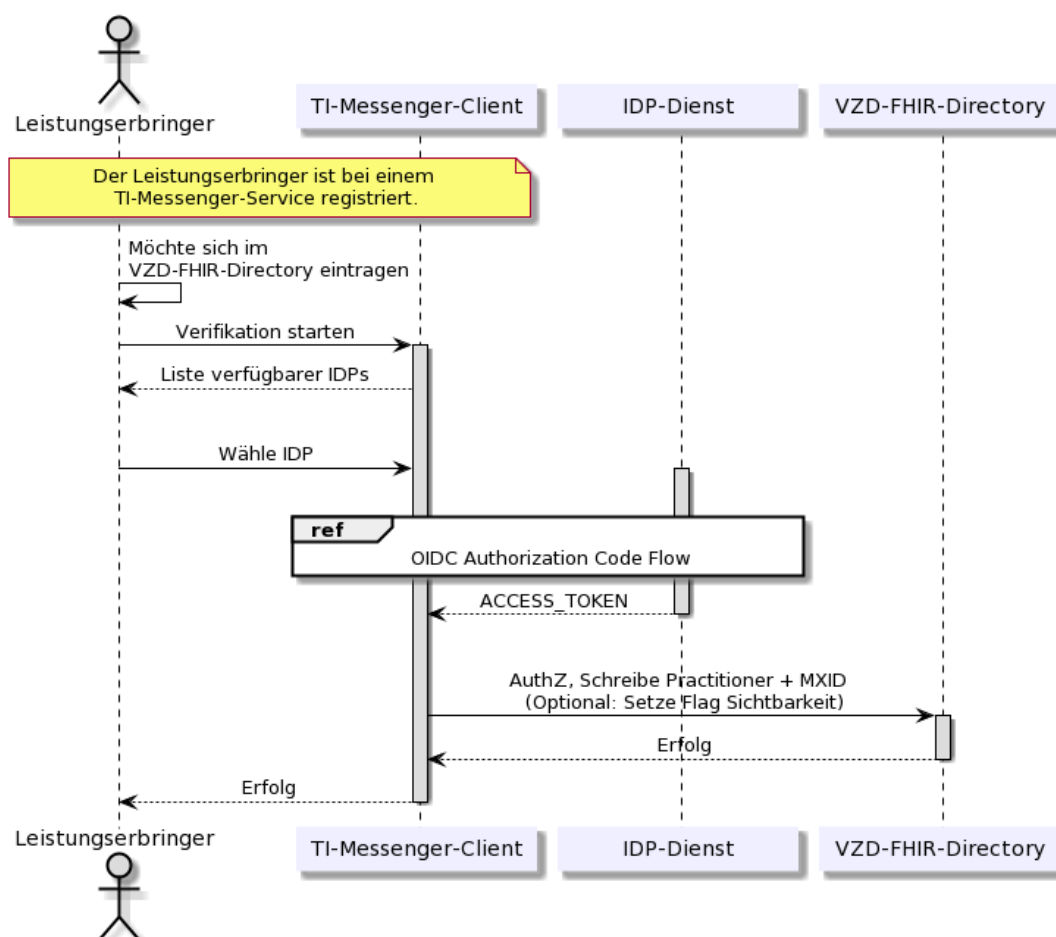 Leistungserbringer
TI-Messenger-Client
IDP-Dienst
VZD-FHIR-Directory
Der Leistungserbringer ist bei einem
TI-Messenger-Service registriert.
Möchte sich im
VZD-FHIR-Directory eintragen
Verifikation starten
Liste verfügbarer IDPs
Wähle IDP
ref
OIDC Authorization Code Flow
ACCESS_TOKEN
AuthZ, Schreibe Practitioner + MXID
(Optional: Setze Flag Sichtbarkeit)
Erfolg
Erfolg
Leistungserbringer
TI-Messenger-Client
IDP-Dienst
VZD-FHIR-Directory